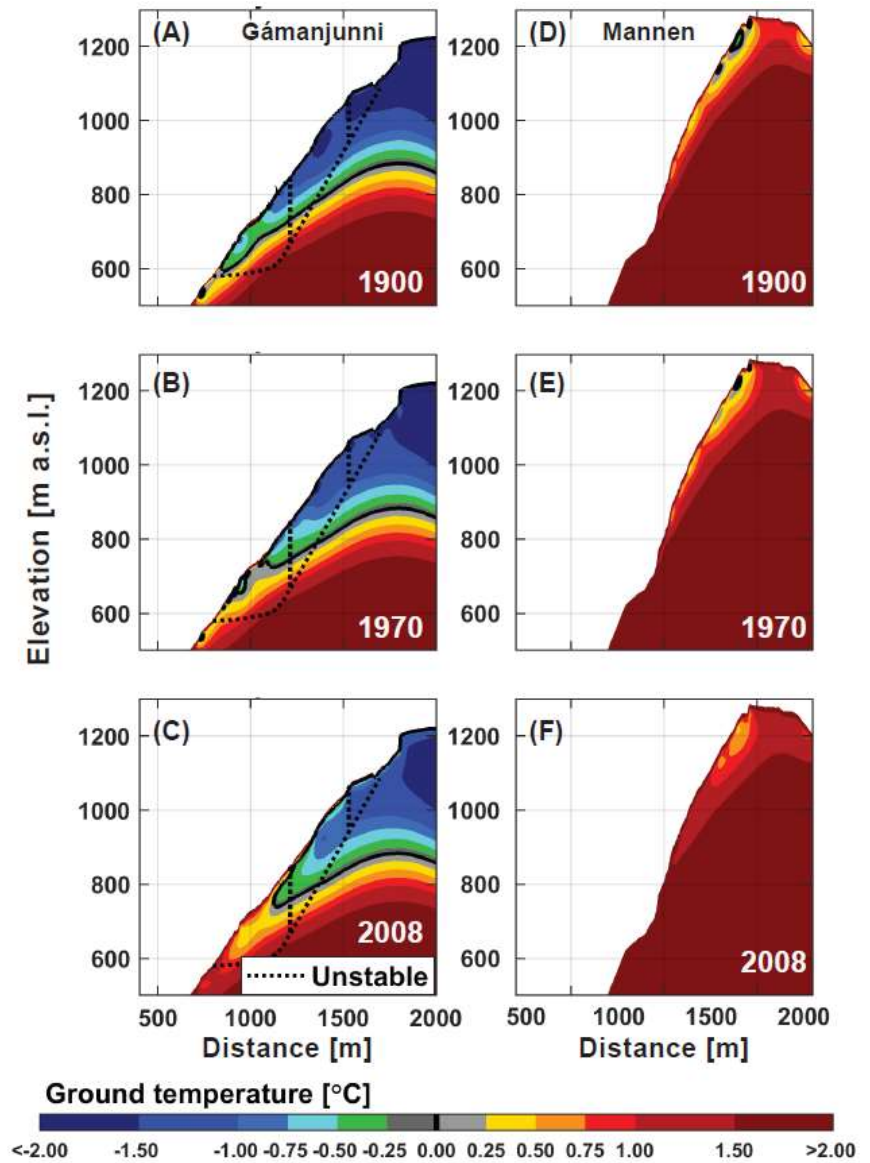 (A) Gámanjunni
1200
1000
800
600
1900
(D) Mannen
1200
1000
800
600
1900
(B)
1200
1000
800
600
1970
(E)
1200
1000
800
600
1970
(C)
1200
1000
800
600
2008
Unstable
500 1000 1500 2000
Distance [m]
(F)
1200
1000
800
600
2008
500 1000 1500 2000
Distance [m]
Elevation [m a.s.l.]
Ground temperature [°C]
<-2.00 -1.50 -1.00 -0.75 -0.50 -0.25 0.00 0.25 0.50 0.75 1.00 1.50 >2.00